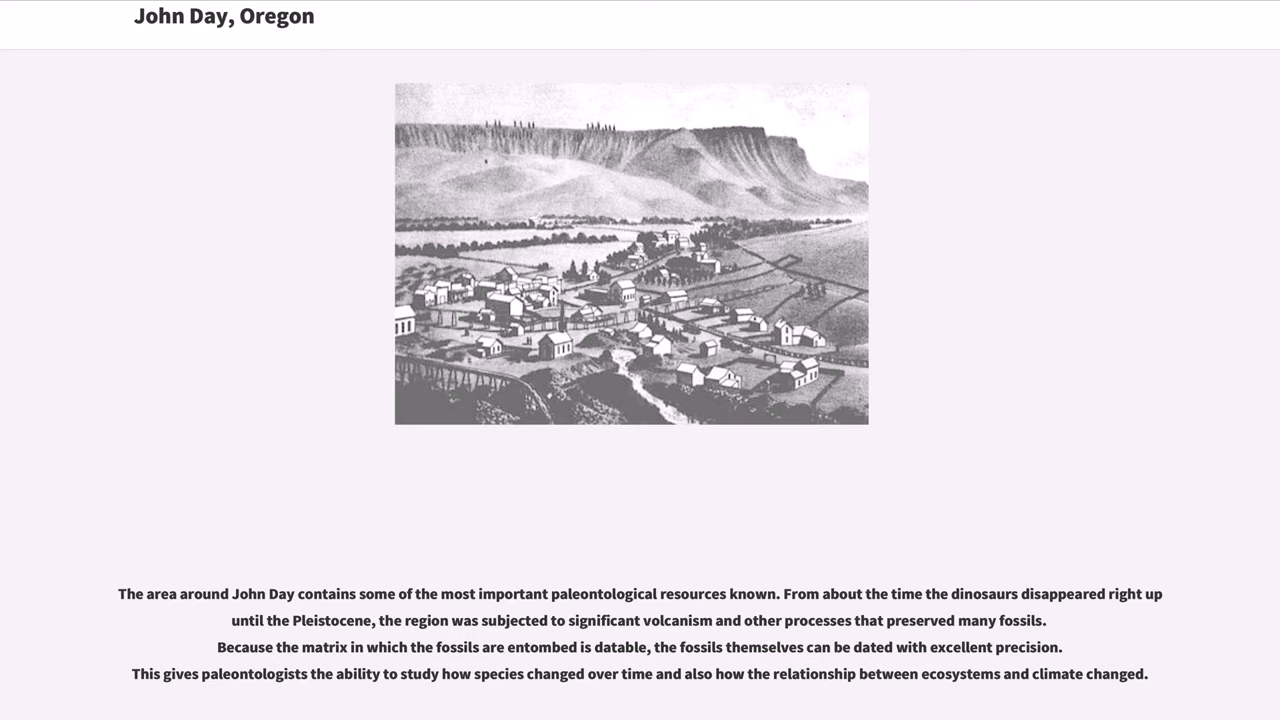 John Day, Oregon
The area around John Day contains some of the most important paleontological resources known. From about the time the dinosaurs disappeared right up
until the Pleistocene, the region was subjected to significant volcanism and other processes that preserved many fossils.
Because the matrix in which the fossils are entombed is datable, the fossils themselves can be dated with excellent precision.
This gives paleontologists the ability to study how species changed over time and also how the relationship between ecosystems and climate changed.